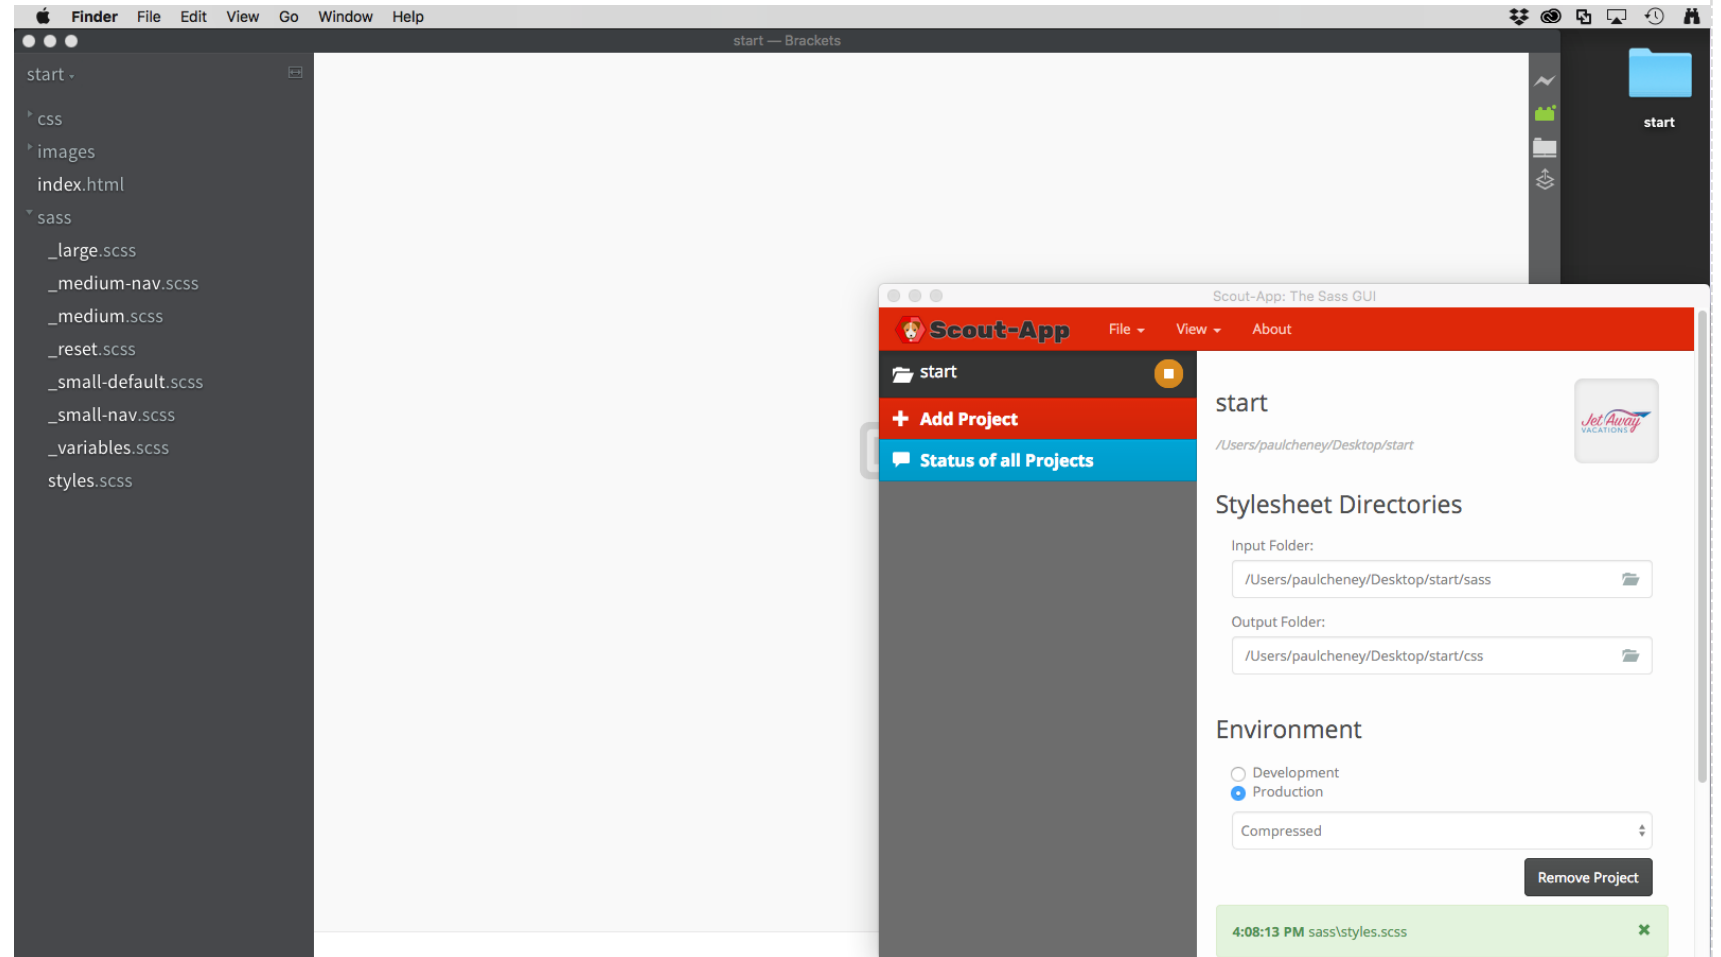 Finder File Edit View Go Window Help
start — Brackets
start
css
images
index.html
sass
_large.scss
_medium-nav.scss
_medium.scss
_reset.scss
_small-default.scss
_small-nav.scss
_variables.scss
styles.scss
start
Scout-App: The Sass GUI
Scout-App File View About
start
Add Project
Status of all Projects
start
/Users/paulcheney/Desktop/start
Jet Away
VACATIONS
Stylesheet Directories
Input Folder:
/Users/paulcheney/Desktop/start/sass
Output Folder:
/Users/paulcheney/Desktop/start/css
Environment
Development
Production
Compressed
Remove Project
4:08:13 PM sass\styles.scss